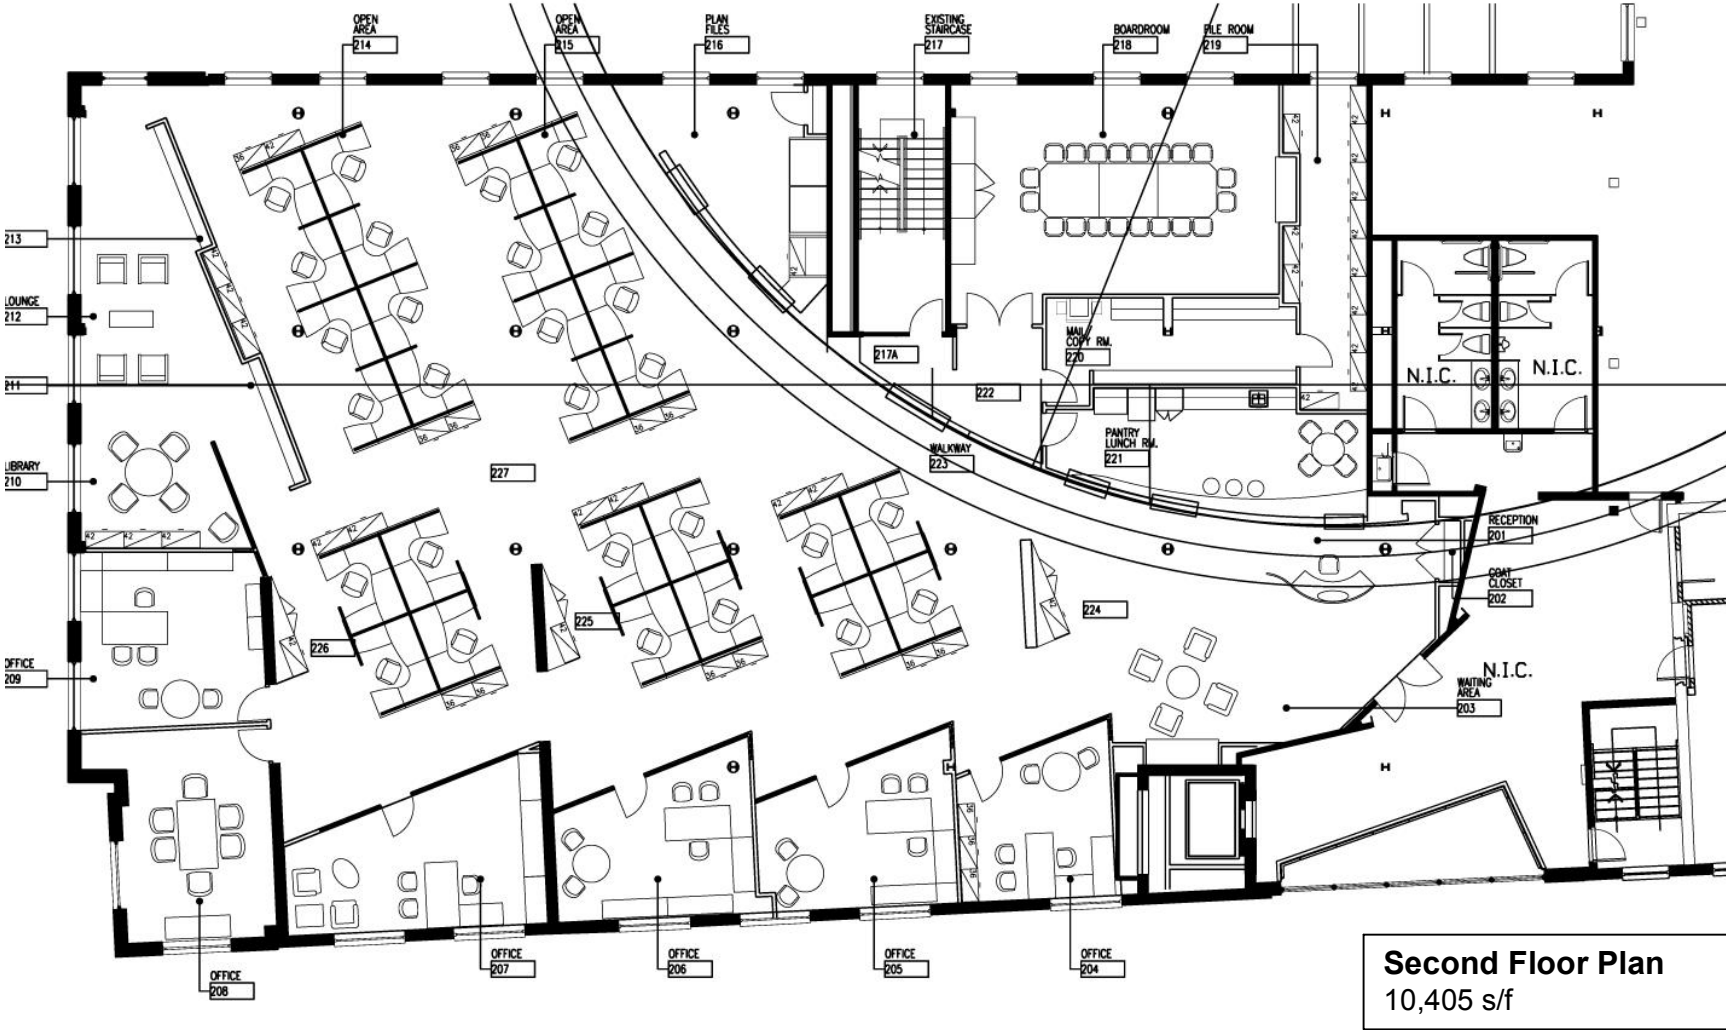 OPEN
AREA
214
OPEN
AREA
215
PLAN
FILES
216
EXISTING
STAIRCASE
217
BOARDROOM
218
FILE ROOM
219
213
LOUNGE
212
211
LIBRARY
210
OFFICE
209
217A
MAIL
COPY RM.
220
222
PANTRY
LUNCH RM.
221
WALKWAY
223
N.I.C.
N.I.C.
227
RECEPTION
201
COAT
CLOSET
202
224
225
226
N.I.C.
WAITING
AREA
203
OFFICE
208
OFFICE
207
OFFICE
206
OFFICE
205
OFFICE
204
Second Floor Plan
10,405 s/f